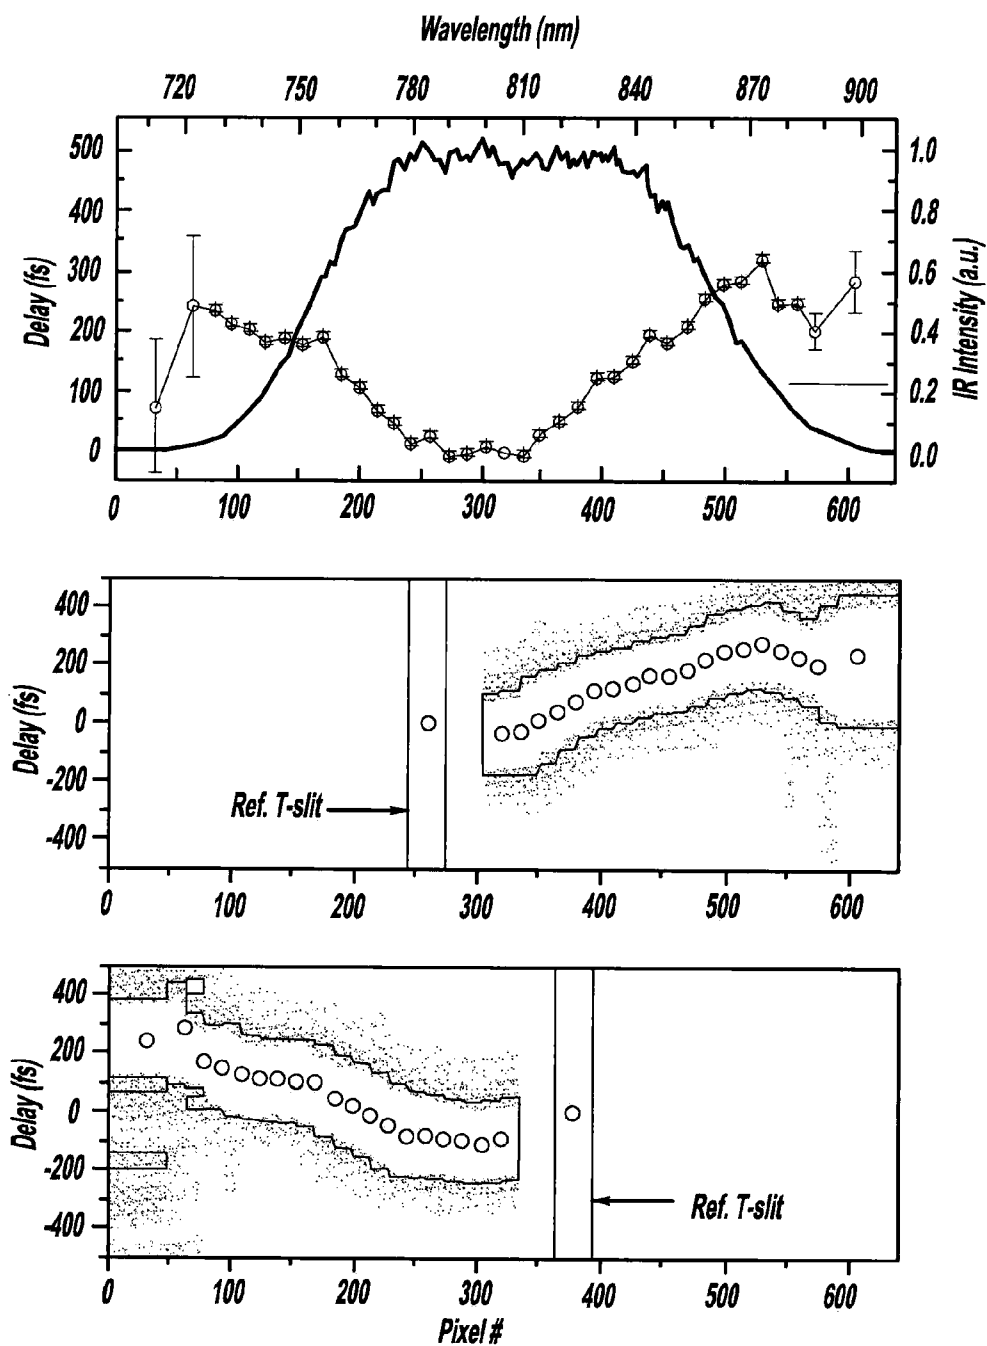 Wavelength (nm)
720 750 780 810 840 870 900
500 1.0
400 0.8
300 0.6
200 0.4
100 0.2
0 0.0
Delay (fs)
IR Intensity (a.u.)
0 100 200 300 400 500 600
400
200
0
-200
-400
Delay (fs)
Ref. T-slit
0 100 200 300 400 500 600
400
200
0
-200
-400
Delay (fs)
Ref. T-slit
0 100 200 300 400 500 600
Pixel #